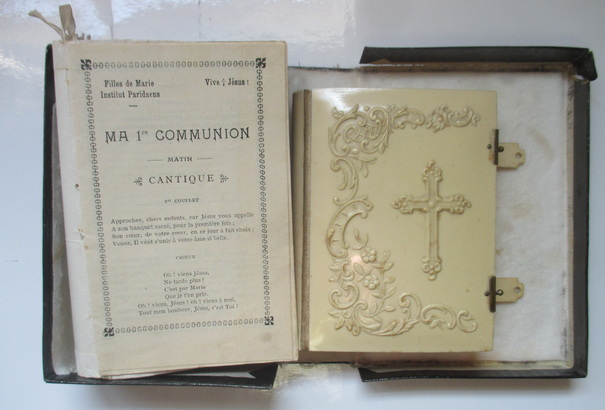 Filles de Marie
Institut Paridaens
Vive Jésus !
MA 1re COMMUNION
MATIN
CANTIQUE
1er COUPLET
Approchez, chers enfants, car Jésus vous appelle
A son banquet sacré, pour la première fois ;
Son cœur, de votre cœur, en ce jour a fait choix ;
Venez, Il veut s'unir à votre âme si belle.
CHŒUR
Oh ! viens Jésus,
Ne tarde plus !
C'est par Marie
Que je t'en prie.
Oh ! viens, Jésus ! oh ! viens à moi,
Tout mon bonheur, Jésus, c'est Toi !